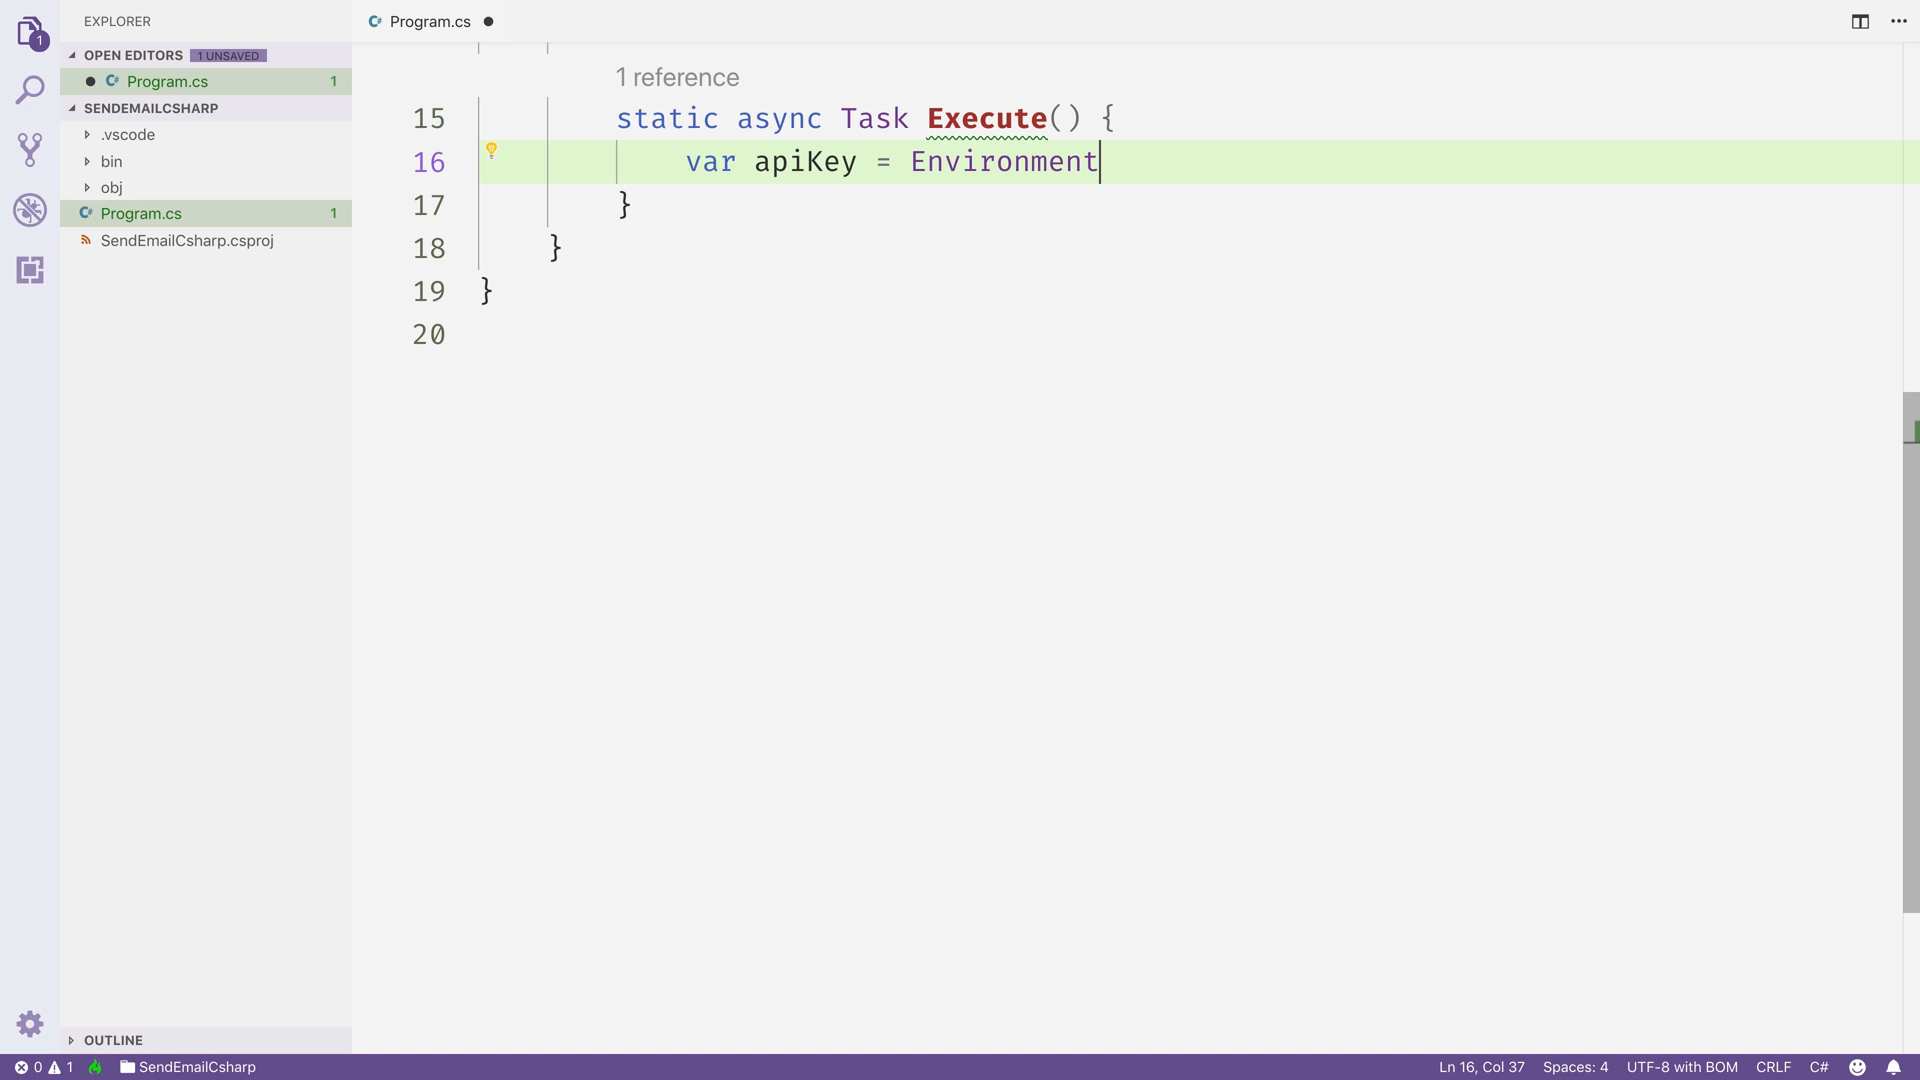 EXPLORER
OPEN EDITORS 1 UNSAVED
Program.cs 1
SENDEMAILCSHARP
.vscode
bin
obj
Program.cs 1
SendEmailCsharp.csproj
OUTLINE
1
Program.cs
1 reference
15 static async Task Execute() {
16 var apiKey = Environment
17 }
18 }
19 }
20
0 1 SendEmailCsharp Ln 16, Col 37 Spaces: 4 UTF-8 with BOM CRLF C#